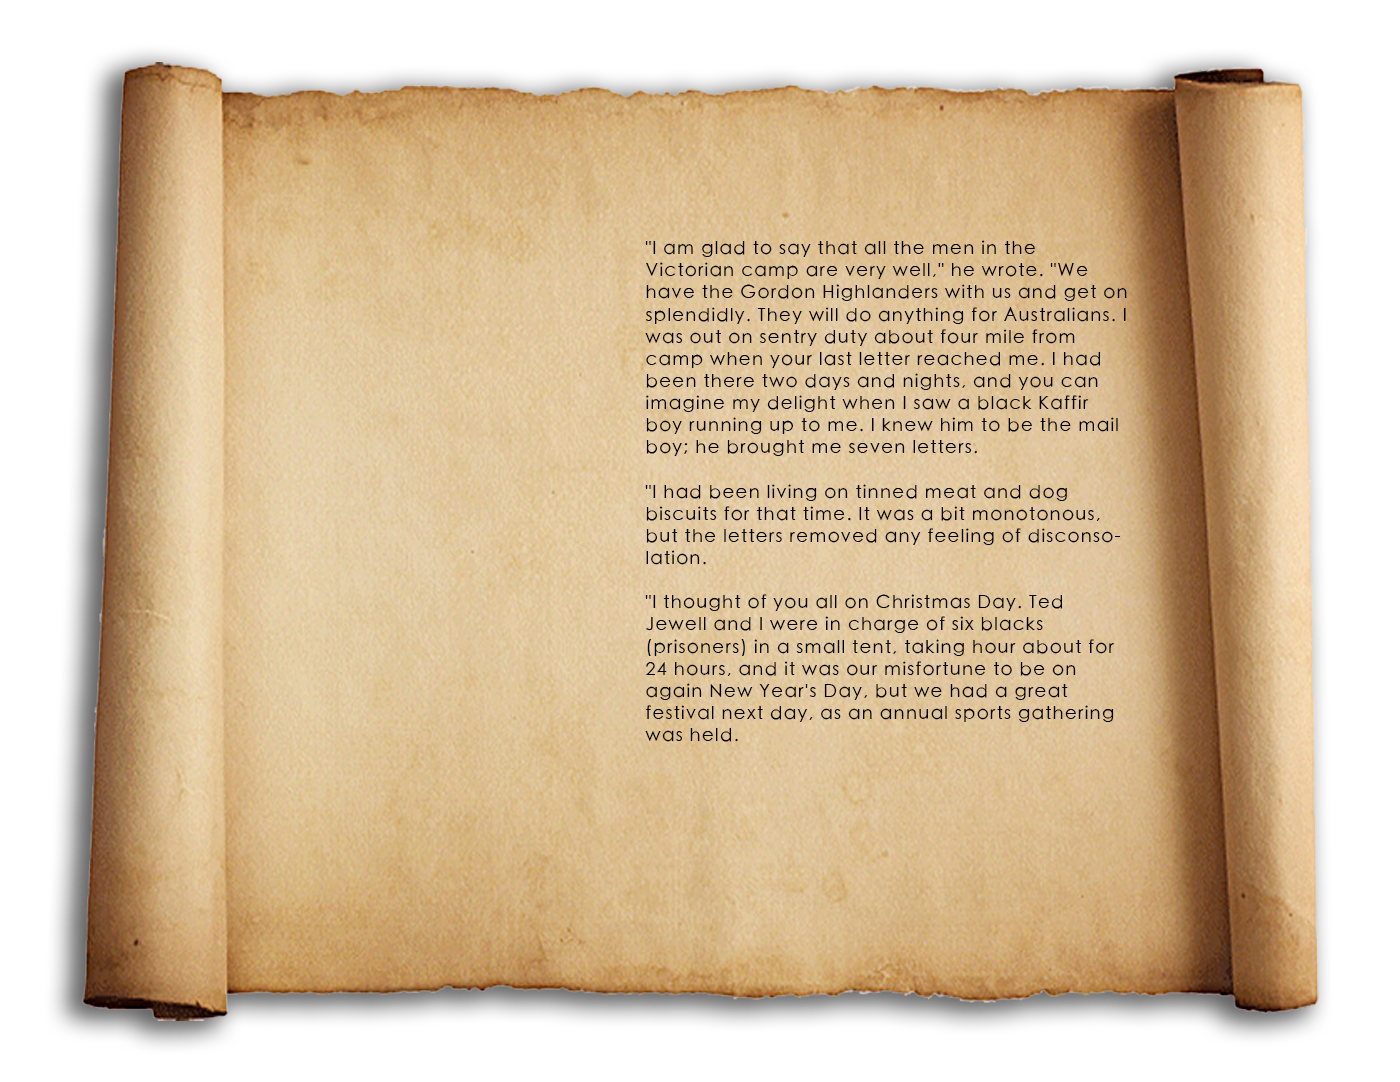 "I am glad to say that all the men in the
Victorian camp are very well," he wrote. "We
have the Gordon Highlanders with us and get on
splendidly. They will do anything for Australians. I
was out on sentry duty about four mile from
camp when your last letter reached me. I had
been there two days and nights, and you can
imagine my delight when I saw a black Kaffir
boy running up to me. I knew him to be the mail
boy; he brought me seven letters.
"I had been living on tinned meat and dog
biscuits for that time. It was a bit monotonous,
but the letters removed any feeling of disconso-
lation.
"I thought of you all on Christmas Day. Ted
Jewell and I were in charge of six blacks
(prisoners) in a small tent, taking hour about for
24 hours, and it was our misfortune to be on
again New Year's Day, but we had a great
festival next day, as an annual sports gathering
was held.